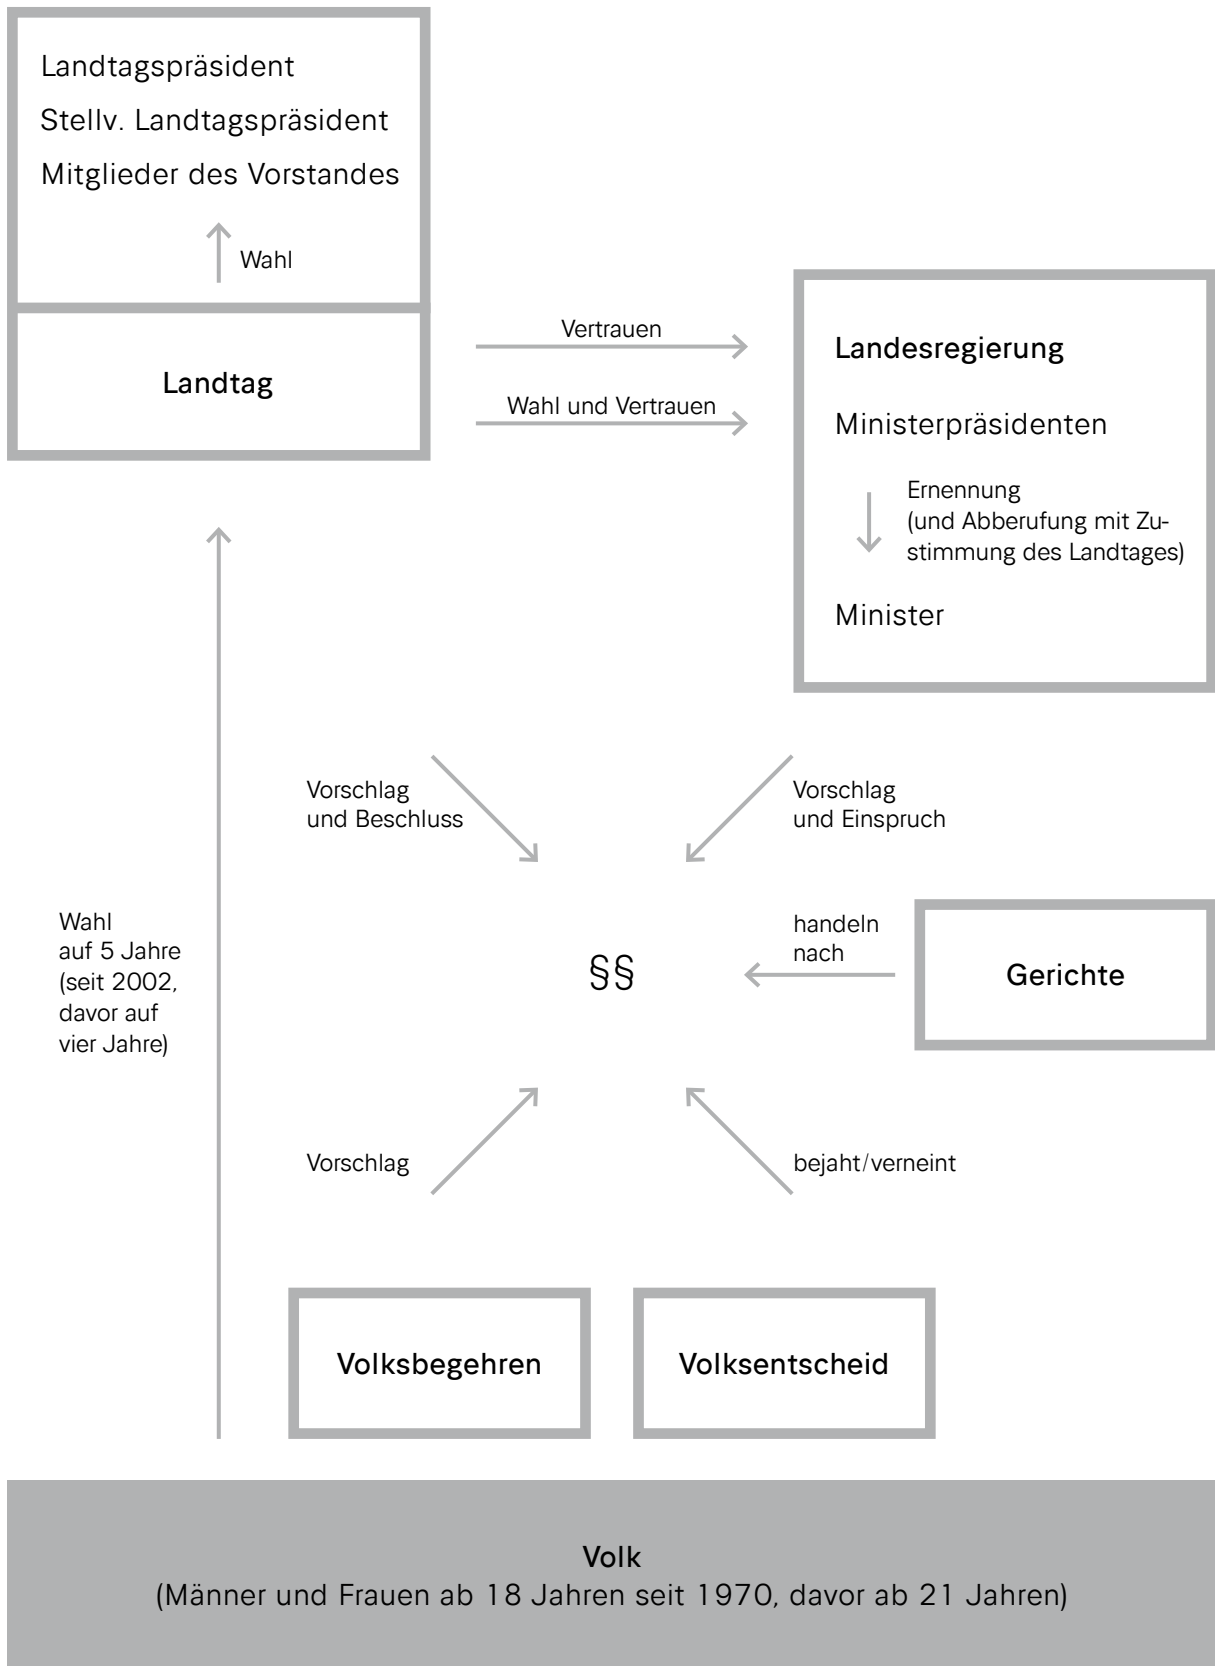 Landtagspräsident
Stellv. Landtagspräsident
Mitglieder des Vorstandes
Wahl
Landtag
Vertrauen
Wahl und Vertrauen
Landesregierung
Ministerpräsidenten
Ernennung
(und Abberufung mit Zu-
stimmung des Landtages)
Minister
Vorschlag
und Beschluss
Vorschlag
und Einspruch
Wahl
auf 5 Jahre
(seit 2002,
davor auf
vier Jahre)
§§
handeln
nach
Gerichte
Vorschlag
bejaht/verneint
Volksbegehren
Volksentscheid
Volk
(Männer und Frauen ab 18 Jahren seit 1970, davor ab 21 Jahren)